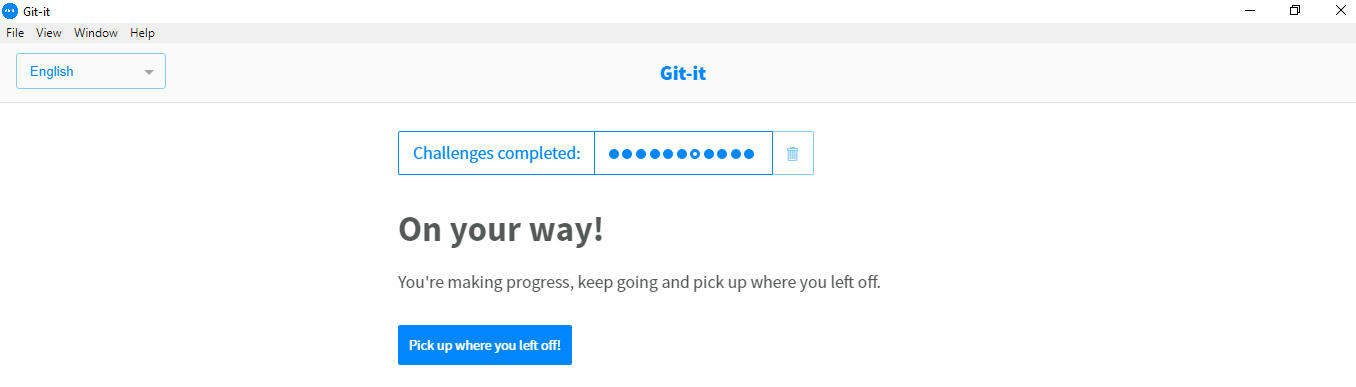 Git-it
File View Window Help
English
Git-it
Challenges completed:
On your way!
You're making progress, keep going and pick up where you left off.
Pick up where you left off!